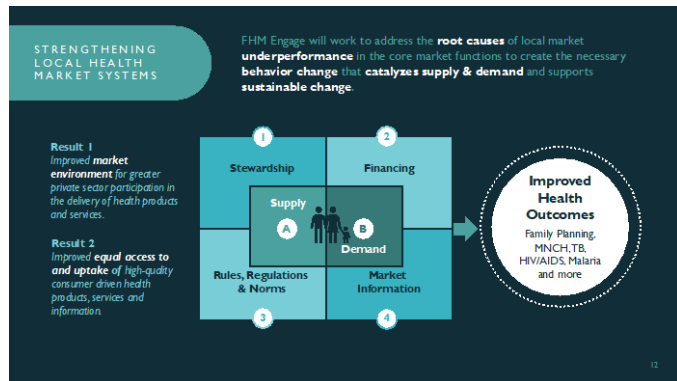 STRENGTHENING
LOCAL HEALTH
MARKET SYSTEMS
FHM Engage will work to address the root causes of local market
underperformance in the core market functions to create the necessary
behavior change that catalyzes supply & demand and supports
sustainable change.
Result 1
Improved market
environment for greater
private sector participation in
the delivery of health products
and services.
Result 2
Improved equal access to
and uptake of high-quality
consumer driven health
products, services and
information.
1
2
Stewardship
Financing
Supply
A
B
Demand
Rules, Regulations
& Norms
Market
Information
3
4
Improved
Health
Outcomes
Family Planning,
MNCH, TB,
HIV/AIDS, Malaria
and more
12